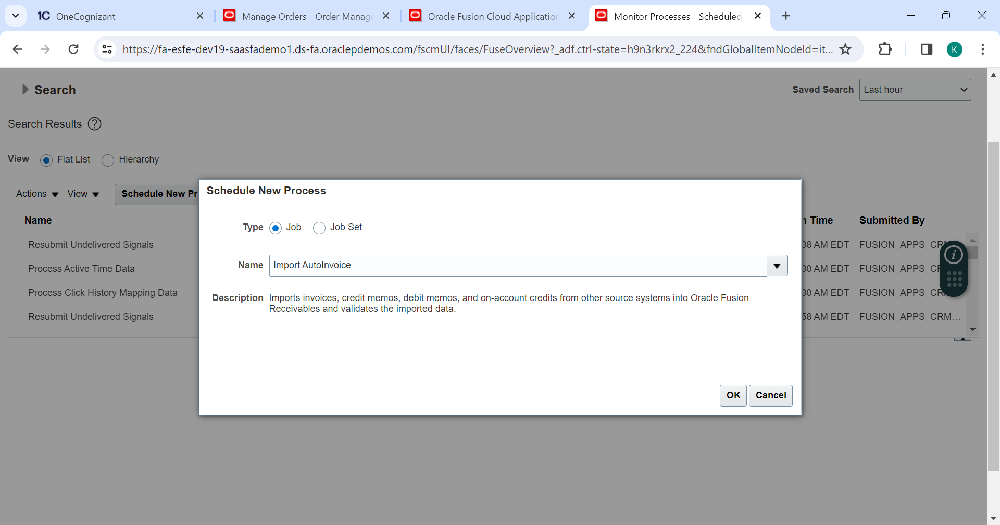 1C OneCognizant
Manage Orders - Order Manag
Oracle Fusion Cloud Application
Monitor Processes - Scheduled
https://fa-esfe-dev19-saasfademo1.ds-fa.oraclepdemos.com/fscmUI/faces/FuseOverview?_adf.ctrl-state=h9n3rkrx2_224&fndGlobalItemNodeId=it...
K
Search
Saved Search Last hour
Search Results ?
View Flat List Hierarchy
Actions View Schedule New Pr
Schedule New Process
Type Job Job Set
Name Import AutoInvoice
Description Imports invoices, credit memos, debit memos, and on-account credits from other source systems into Oracle Fusion
Receivables and validates the imported data.
OK Cancel
Name
Time Submitted By
Resubmit Undelivered Signals
08 AM EDT FUSION_APPS_CRM
Process Active Time Data
00 AM EDT FUSION_APPS_CR
Process Click History Mapping Data
00 AM EDT FUSION_APPS_CR
Resubmit Undelivered Signals
58 AM EDT FUSION_APPS_CRM...
i